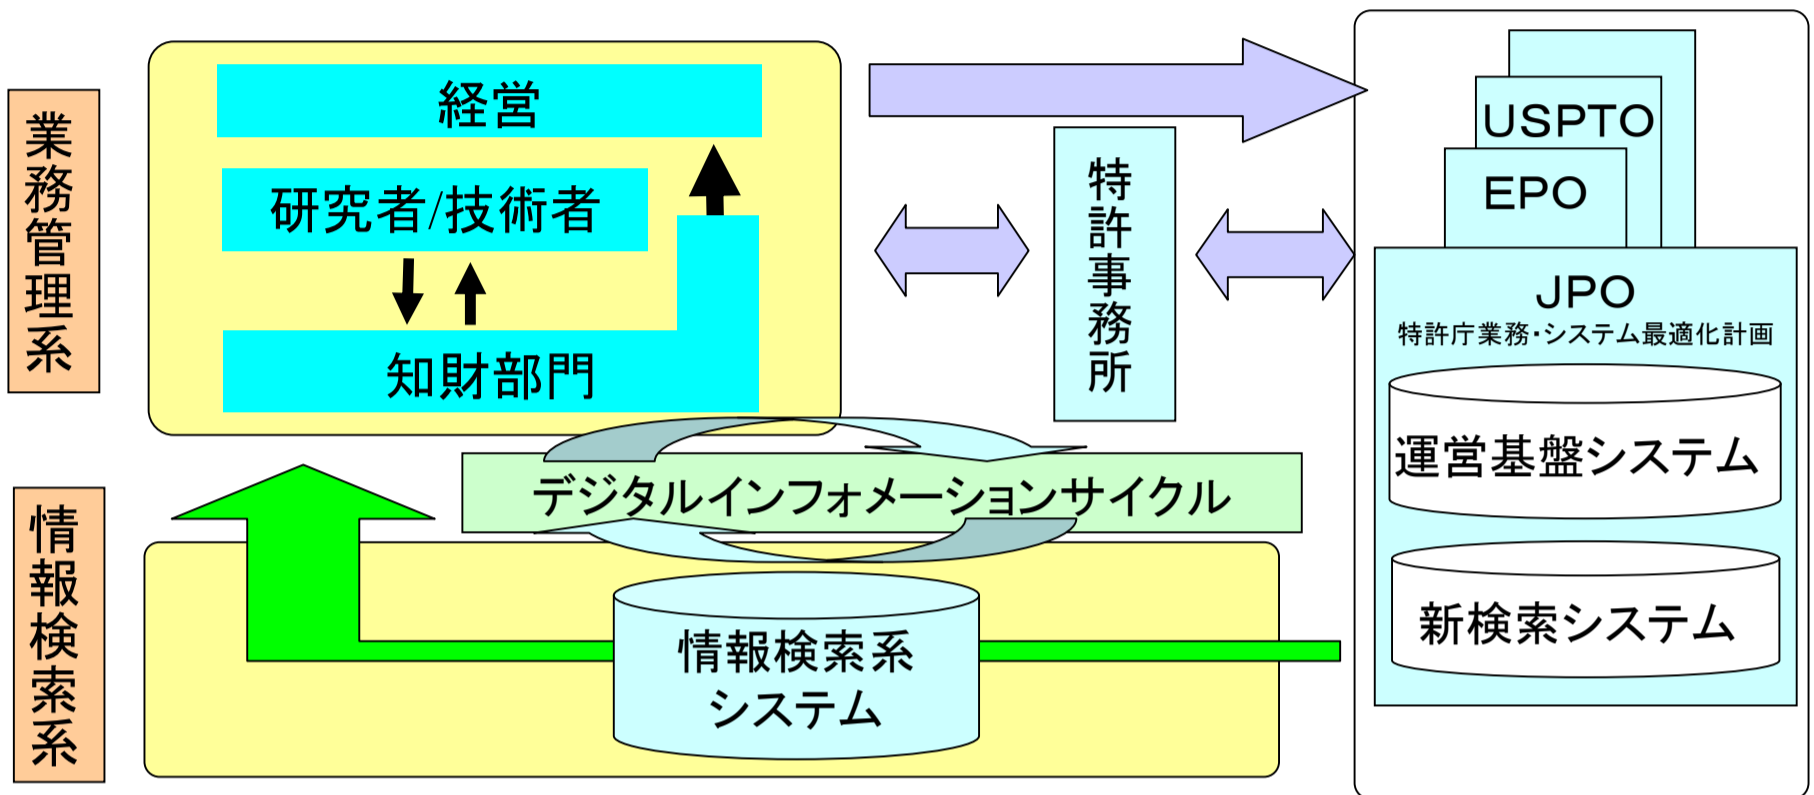 業務管理系
経営
研究者/技術者
知財部門
特許事務所
USPTO
EPO
JPO
特許庁業務・システム最適化計画
運営基盤システム
新検索システム
デジタルインフォメーションサイクル
情報検索系
情報検索系
システム